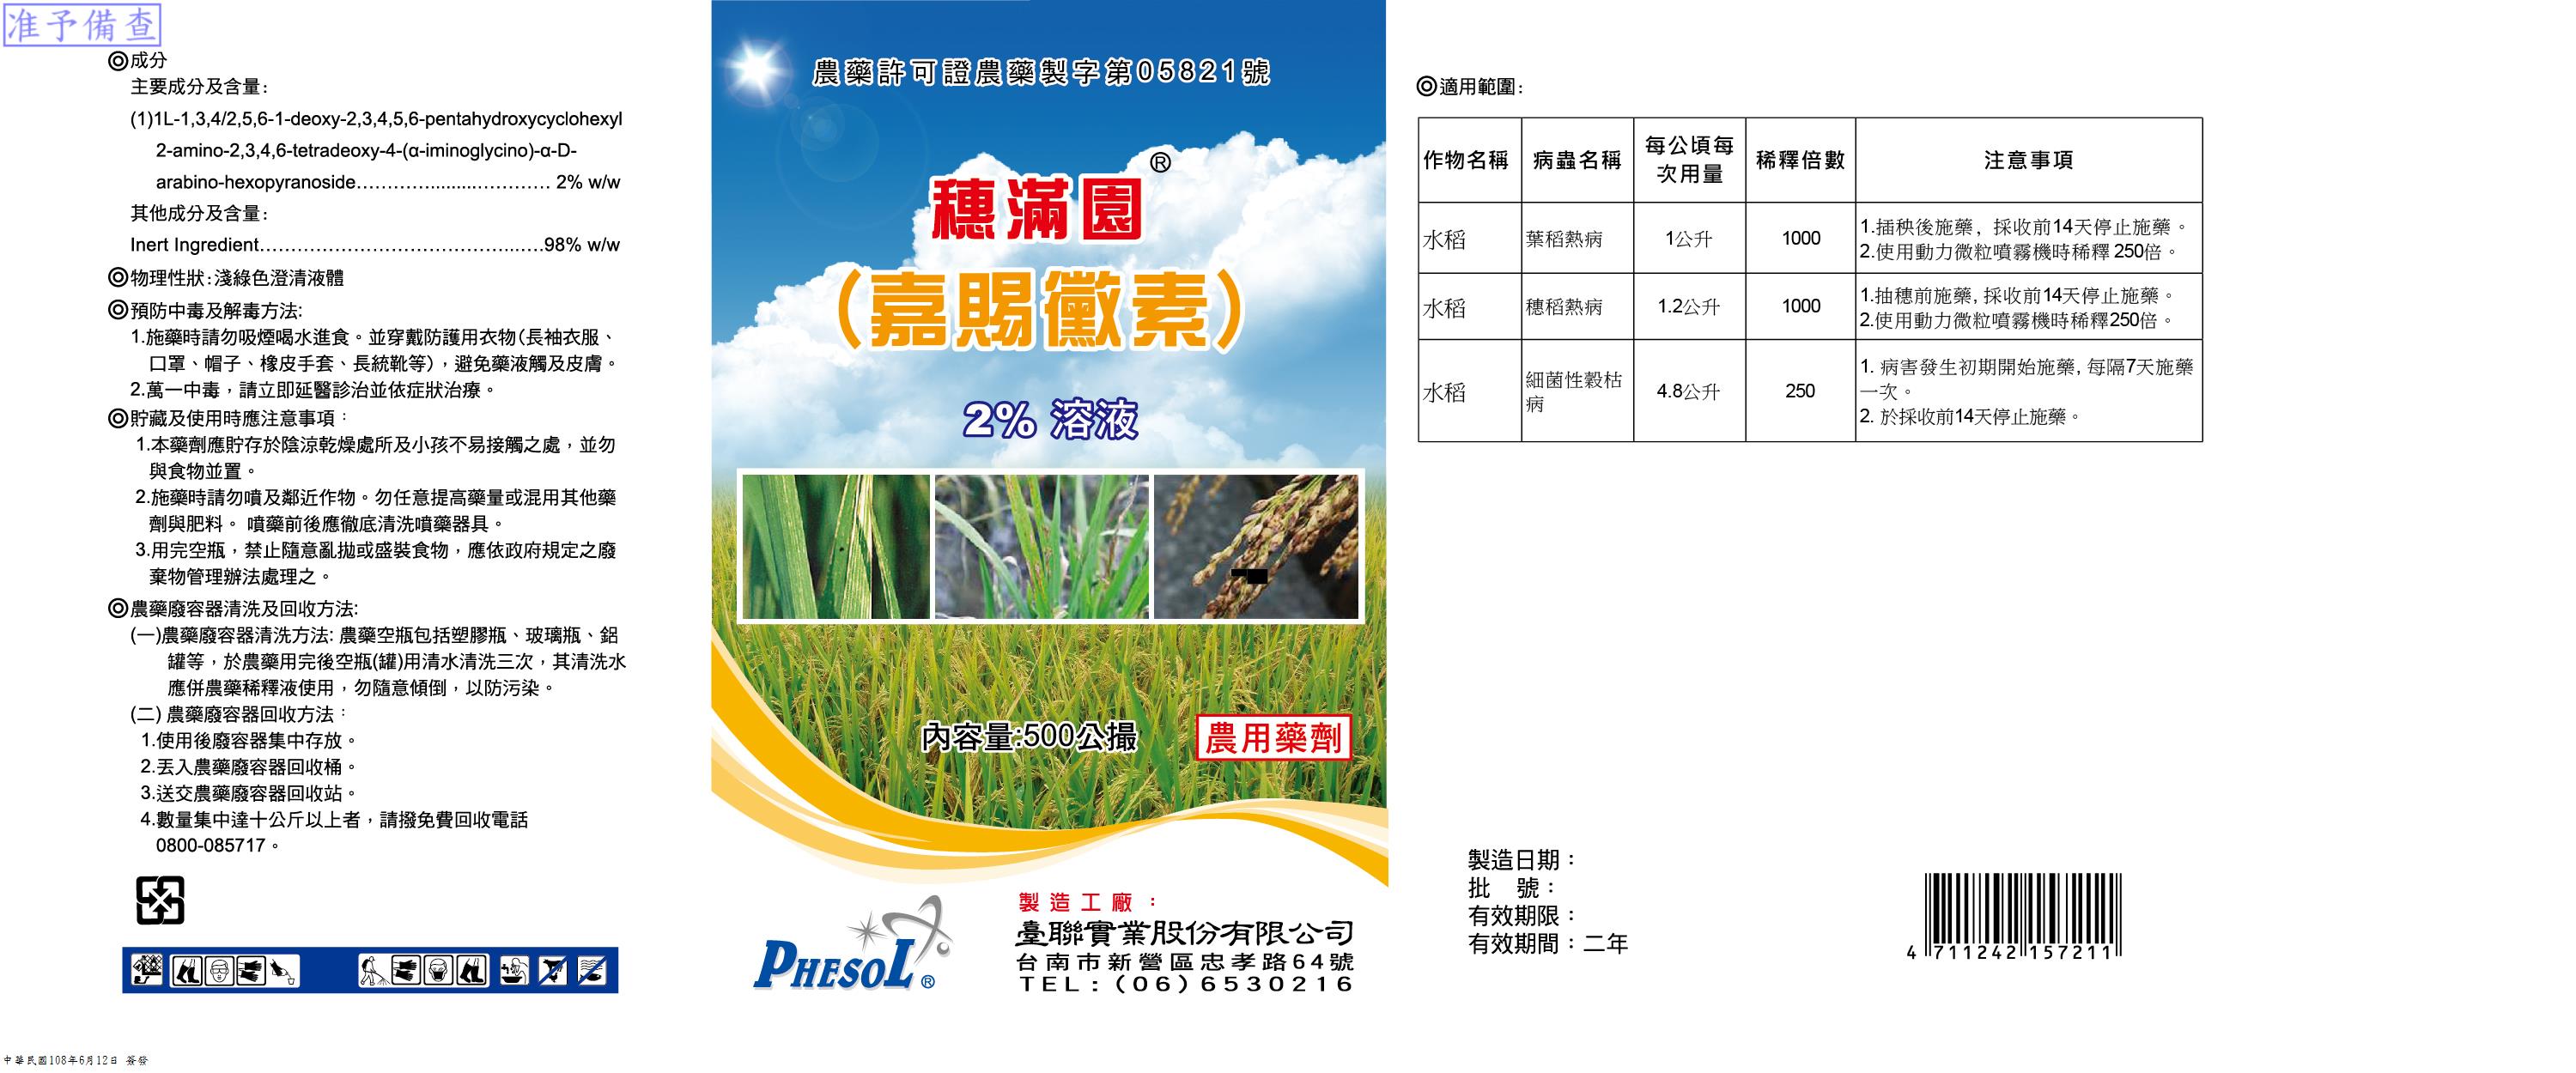 准予備查
◎成分
主要成分及含量:
(1)1L-1,3,4/2,5,6-1-deoxy-2,3,4,5,6-pentahydroxycyclohexyl
2-amino-2,3,4,6-tetradeoxy-4-(α-iminoglycino)-α-D-
arabino-hexopyranoside……………………… 2% w/w
其他成分及含量:
Inert Ingredient………………………………………98% w/w
◎物理性狀:淺綠色澄清液體
◎預防中毒及解毒方法:
1.施藥時請勿吸煙喝水進食。並穿戴防護用衣物(長袖衣服、
口罩、帽子、橡皮手套、長統靴等),避免藥液觸及皮膚。
2.萬一中毒,請立即延醫診治並依症狀治療。
◎貯藏及使用時應注意事項:
1.本藥劑應貯存於陰涼乾燥處所及小孩不易接觸之處,並勿
與食物並置。
2.施藥時請勿噴及鄰近作物。勿任意提高藥量或混用其他藥
劑與肥料。 噴藥前後應徹底清洗噴藥器具。
3.用完空瓶,禁止隨意亂拋或盛裝食物,應依政府規定之廢
棄物管理辦法處理之。
◎農藥廢容器清洗及回收方法:
(一)農藥廢容器清洗方法: 農藥空瓶包括塑膠瓶、玻璃瓶、鋁
罐等,於農藥用完後空瓶(罐)用清水清洗三次,其清洗水
應併農藥稀釋液使用,勿隨意傾倒,以防污染。
(二) 農藥廢容器回收方法:
1.使用後廢容器集中存放。
2.丟入農藥廢容器回收桶。
3.送交農藥廢容器回收站。
4.數量集中達十公斤以上者,請撥免費回收電話
0800-085717。
中華民國108年6月12日 簽發
農藥許可證農藥製字第05821號
穗滿園®
(嘉賜黴素)
2% 溶液
內容量:500公撮
農用藥劑
PHESOL®
製造工廠:
臺聯實業股份有限公司
台南市新營區忠孝路64號
TEL:(06)6530216
◎適用範圍:
作物名稱 病蟲名稱 每公頃每次用量 稀釋倍數 注意事項
水稻 葉稻熱病 1公升 1000 1.插秧後施藥, 採收前14天停止施藥。
2.使用動力微粒噴霧機時稀釋 250倍。
水稻 穗稻熱病 1.2公升 1000 1.抽穗前施藥, 採收前14天停止施藥。
2.使用動力微粒噴霧機時稀釋250倍。
水稻 細菌性穀枯病 4.8公升 250 1. 病害發生初期開始施藥, 每隔7天施藥
一次。
2. 於採收前14天停止施藥。
製造日期:
批 號:
有效期限:
有效期間:二年
4 711242 157211